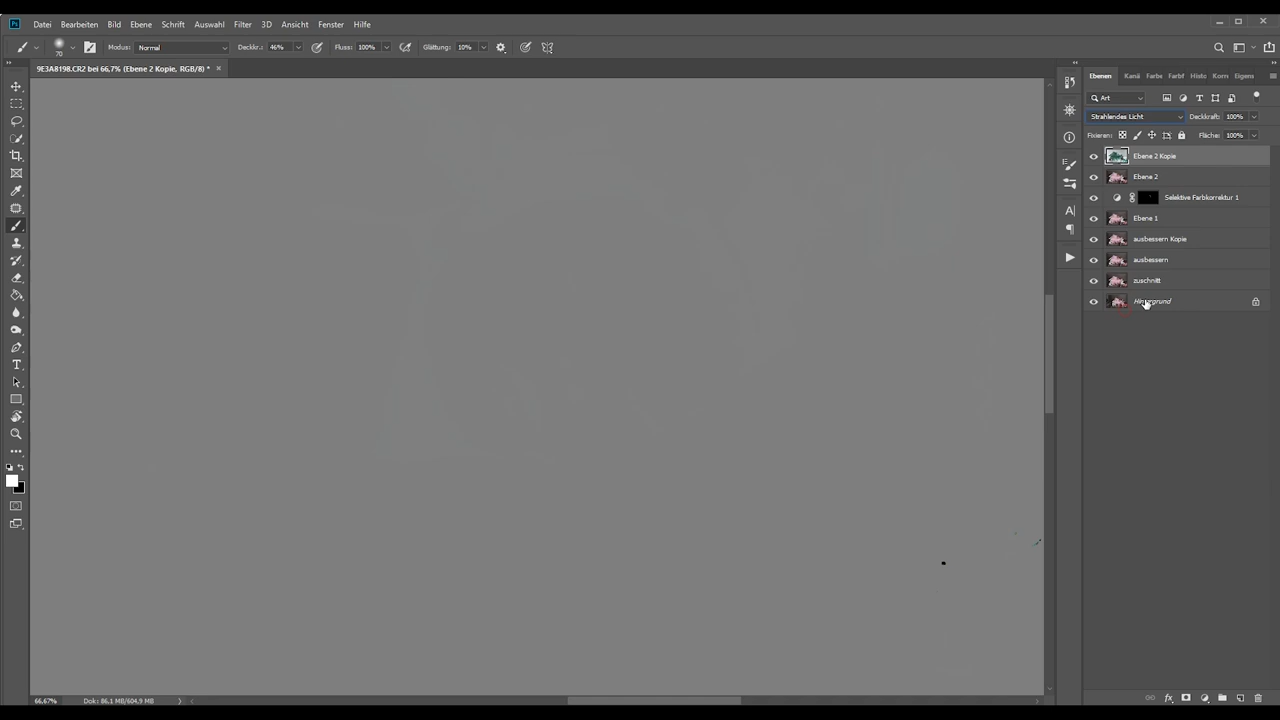 Ps Datei Bearbeiten Bild Ebene Schrift Auswahl Filter 3D Ansicht Fenster Hilfe
70 Modus: Normal Deckkr.: 46% Fluss: 100% Glättung: 10%
9E3A8198.CR2 bei 66,7% (Ebene 2 Kopie, RGB/8) * ×
Ebenen Kanä Farbe Farbf Histo Korn Eigens
Art
Strahlendes Licht Deckkraft: 100%
Fixieren: Fläche: 100%
Ebene 2 Kopie
Ebene 2
Selektive Farbkorrektur 1
Ebene 1
ausbessern Kopie
ausbessern
zuschnitt
Hintergrund
66,67% Dok: 86,1 MB/604,9 MB